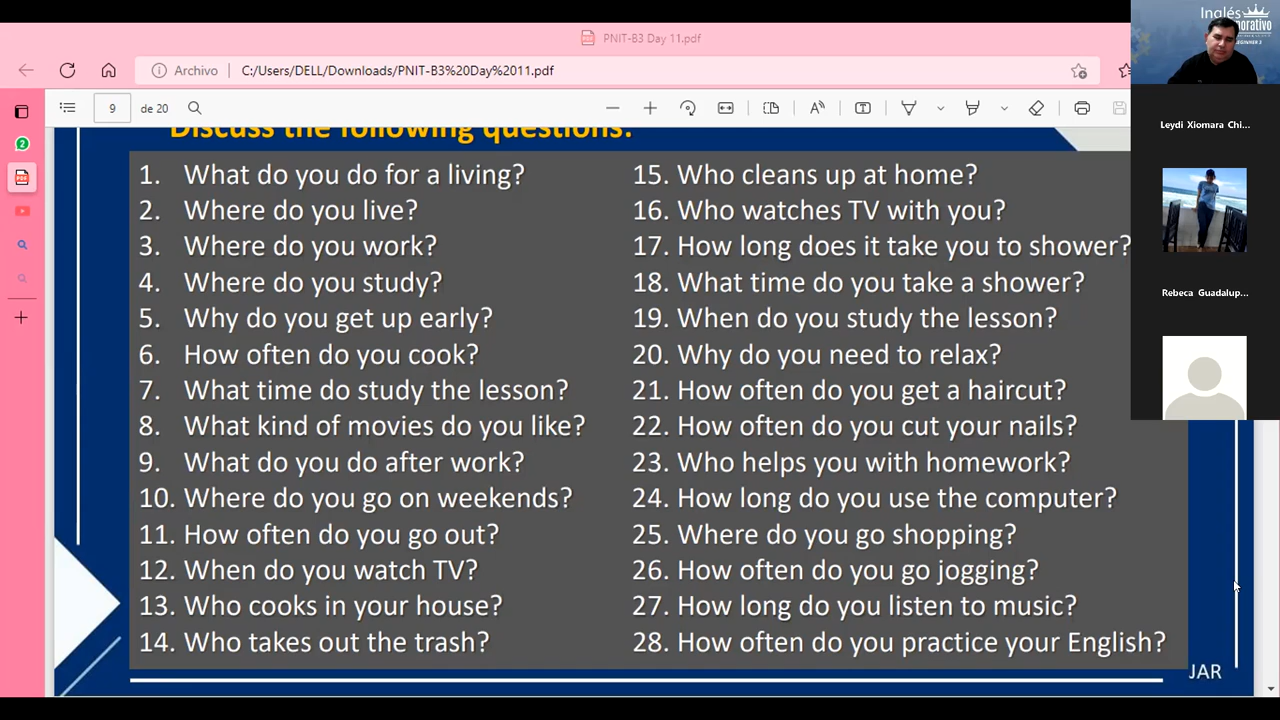 PNIT-B3 Day 11.pdf
Archivo
C:/Users/DELL/Downloads/PNIT-B3%20Day%2011.pdf
9
de 20
2
Discuss the following questions:
1. What do you do for a living?
2. Where do you live?
3. Where do you work?
4. Where do you study?
5. Why do you get up early?
6. How often do you cook?
7. What time do study the lesson?
8. What kind of movies do you like?
9. What do you do after work?
10. Where do you go on weekends?
11. How often do you go out?
12. When do you watch TV?
13. Who cooks in your house?
14. Who takes out the trash?
15. Who cleans up at home?
16. Who watches TV with you?
17. How long does it take you to shower?
18. What time do you take a shower?
19. When do you study the lesson?
20. Why do you need to relax?
21. How often do you get a haircut?
22. How often do you cut your nails?
23. Who helps you with homework?
24. How long do you use the computer?
25. Where do you go shopping?
26. How often do you go jogging?
27. How long do you listen to music?
28. How often do you practice your English?
JAR
Inglés
Leydi Xiomara Chi...
Rebeca Guadalup...